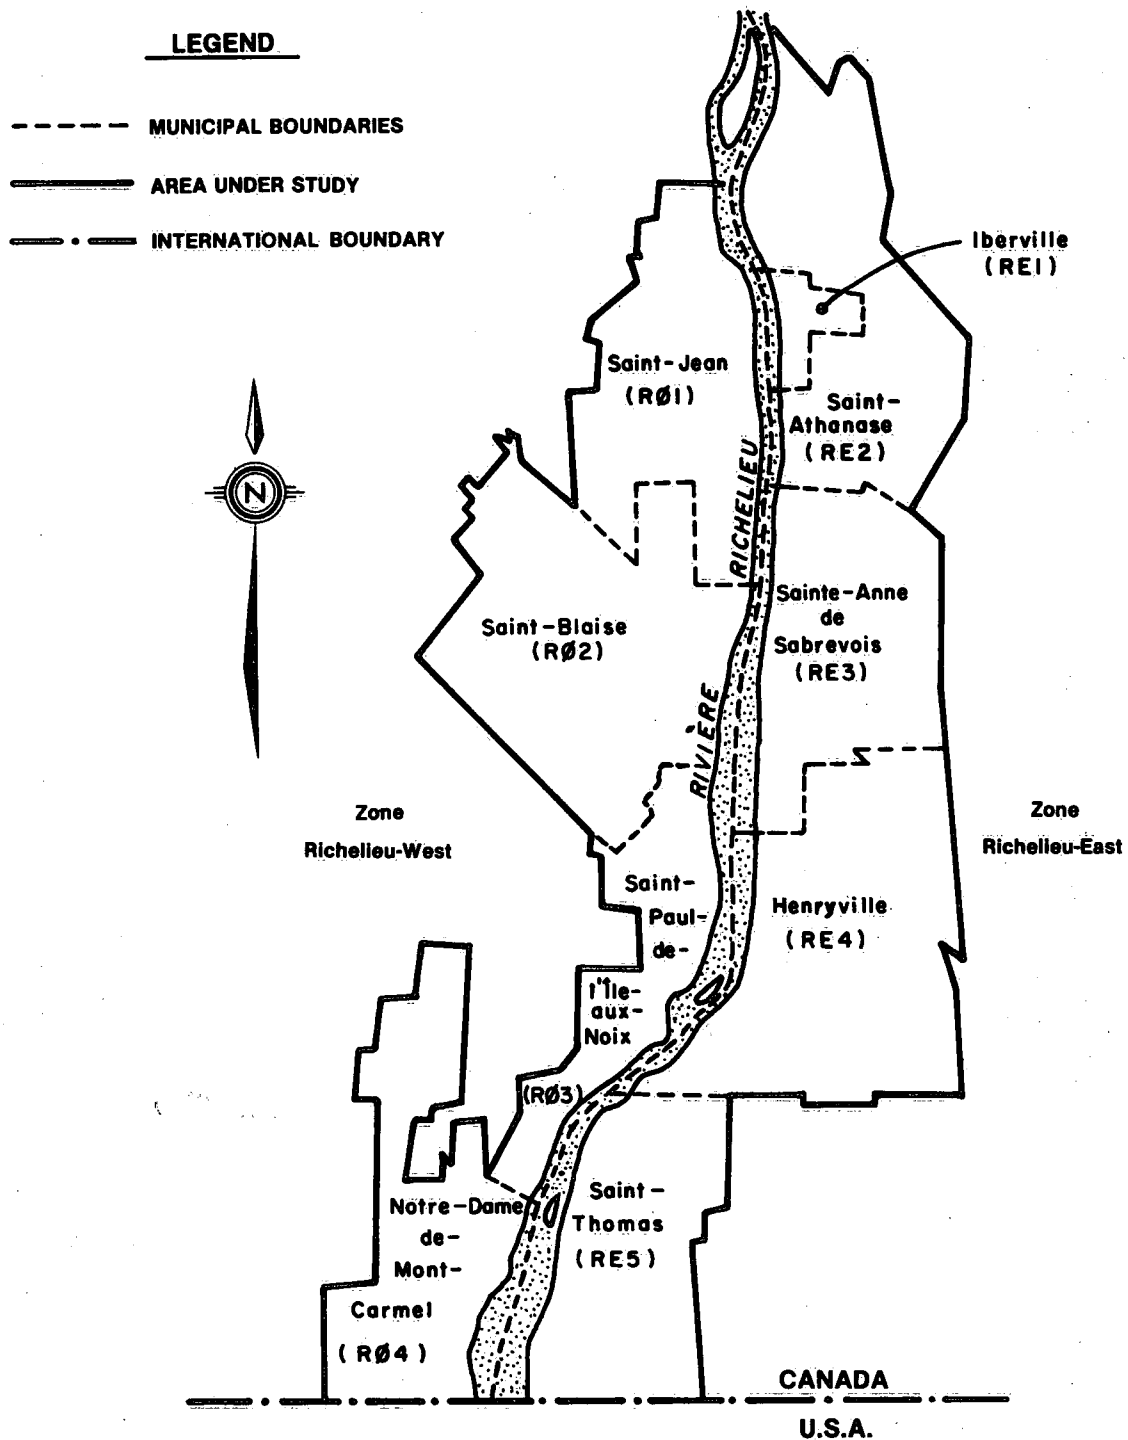 LEGEND
MUNICIPAL BOUNDARIES
AREA UNDER STUDY
INTERNATIONAL BOUNDARY
Iberville
(RE1)
Saint-Jean
(RØ1)
Saint-
Athanase
(RE2)
N
RIVIÈRE RICHELIEU
Sainte-Anne
de
Sabrevois
(RE3)
Saint-Blaise
(RØ2)
Zone
Richelieu-West
Zone
Richelieu-East
Saint-
Paul-
de-
l'Île-
aux-
Noix
(RØ3)
Henryville
(RE4)
Notre-Dame
de-
Mont-
Carmel
(RØ4)
Saint-
Thomas
(RE5)
CANADA
U.S.A.